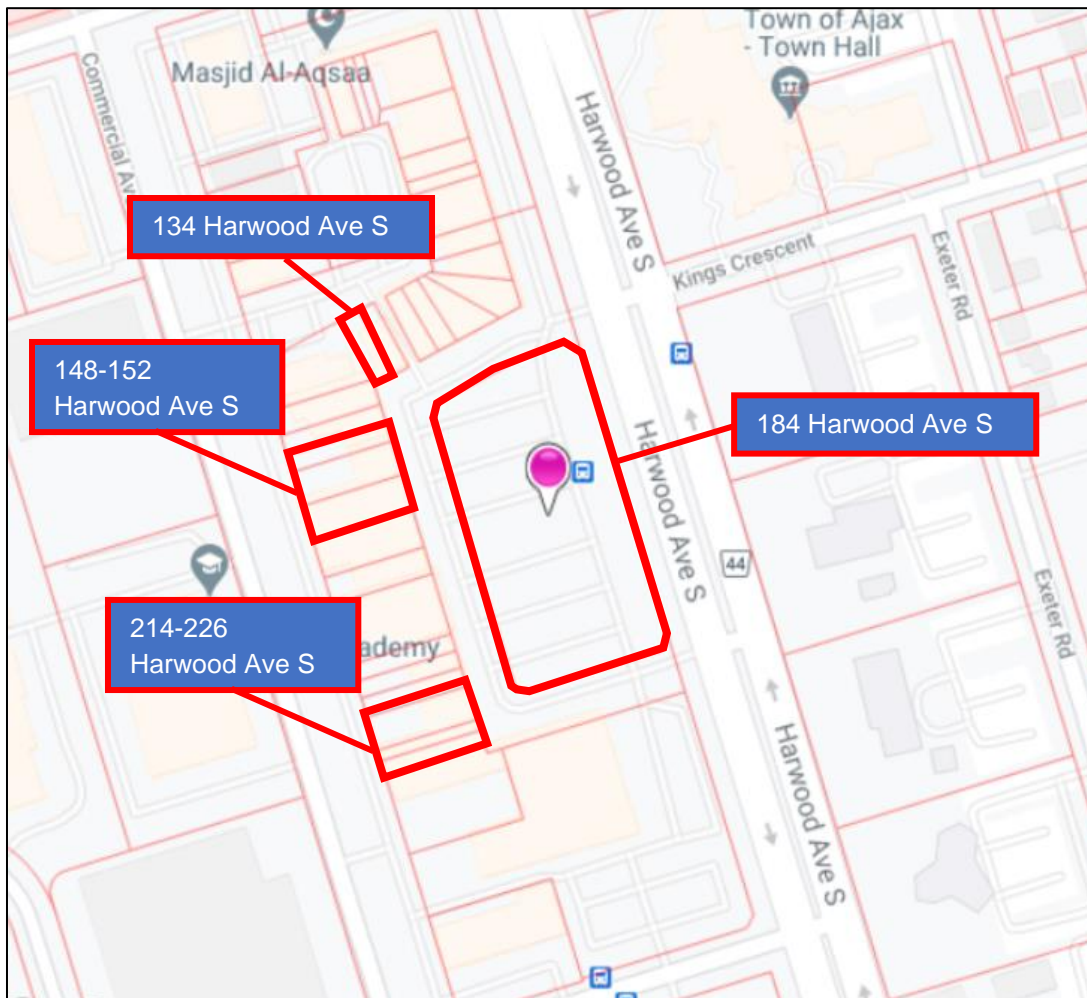 Town of Ajax
- Town Hall
Masjid Al-Aqsaa
Commercial Av
Harwood Ave S
134 Harwood Ave S
Kings Crescent
Exeter Rd
148-152
Harwood Ave S
184 Harwood Ave S
Harwood Ave S
44
Exeter Rd
214-226
Harwood Ave S
ademy
Harwood Ave S